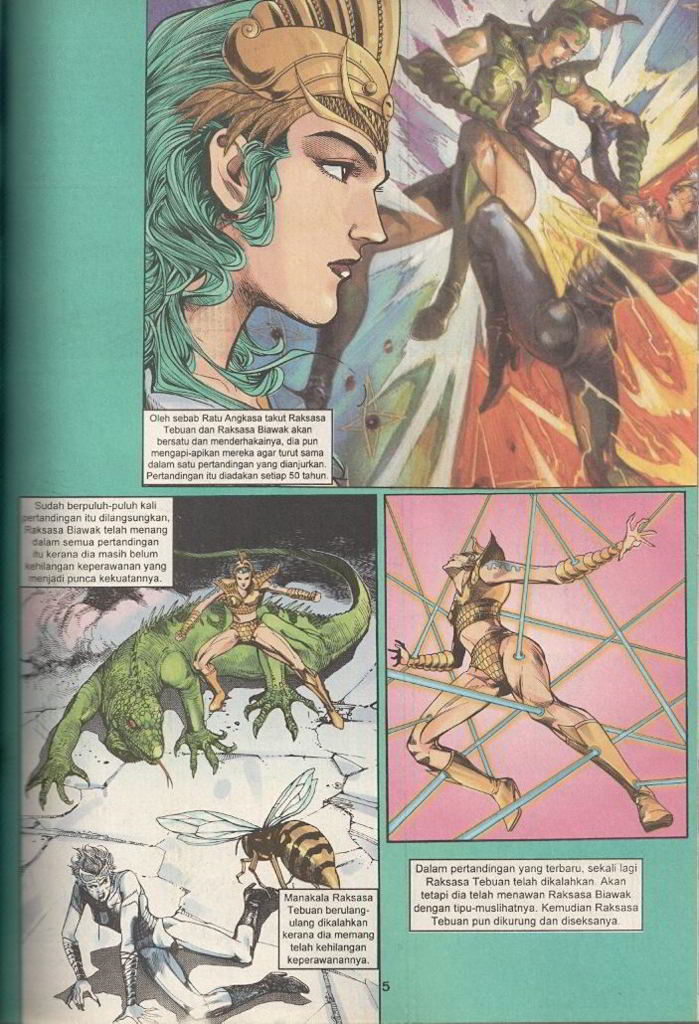 Oleh sebab Ratu Angkasa takut Raksasa
Tebuan dan Raksasa Biawak akan
bersatu dan menderhakainya, dia pun
mengapi-apikan mereka agar turut sama
dalam satu pertandingan yang dianjurkan.
Pertandingan itu diadakan setiap 50 tahun.
Sudah berpuluh-puluh kali
pertandingan itu dilangsungkan,
Raksasa Biawak telah menang
dalam semua pertandingan
itu kerana dia masih belum
kehilangan keperawanan yang
menjadi punca kekuatannya.
Manakala Raksasa
Tebuan berulang-
ulang dikalahkan
kerana dia memang
telah kehilangan
keperawanannya.
Dalam pertandingan yang terbaru, sekali lagi
Raksasa Tebuan telah dikalahkan. Akan
tetapi dia telah menawan Raksasa Biawak
dengan tipu-muslihatnya. Kemudian Raksasa
Tebuan pun dikurung dan diseksanya.
5